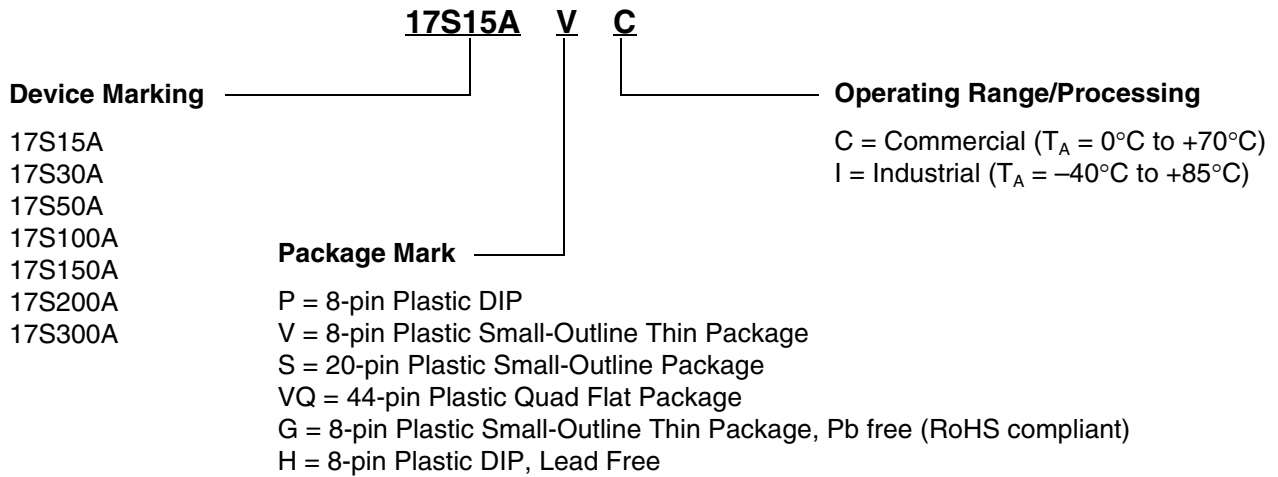 17S15A V C
Device Marking
17S15A
17S30A
17S50A
17S100A
17S150A
17S200A
17S300A
Package Mark
P = 8-pin Plastic DIP
V = 8-pin Plastic Small-Outline Thin Package
S = 20-pin Plastic Small-Outline Package
VQ = 44-pin Plastic Quad Flat Package
G = 8-pin Plastic Small-Outline Thin Package, Pb free (RoHS compliant)
H = 8-pin Plastic DIP, Lead Free
Operating Range/Processing
C = Commercial (TA = 0°C to +70°C)
I = Industrial (TA = –40°C to +85°C)